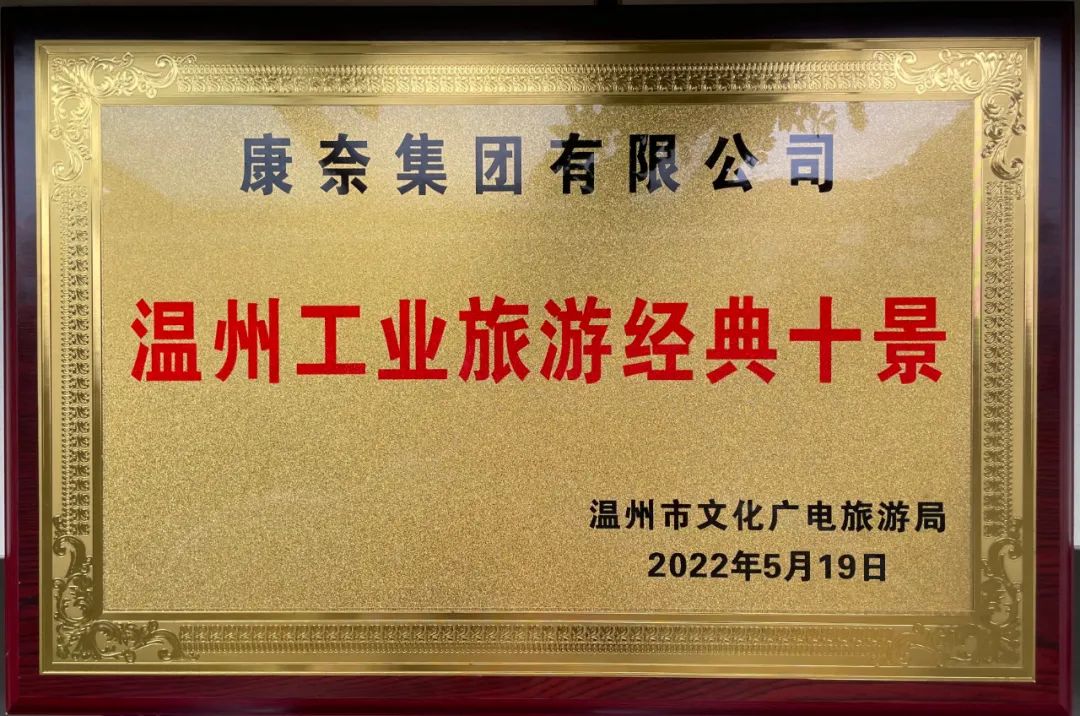 康奈集团有限公司
温州工业旅游经典十景
温州市文化广电旅游局
2022年5月19日